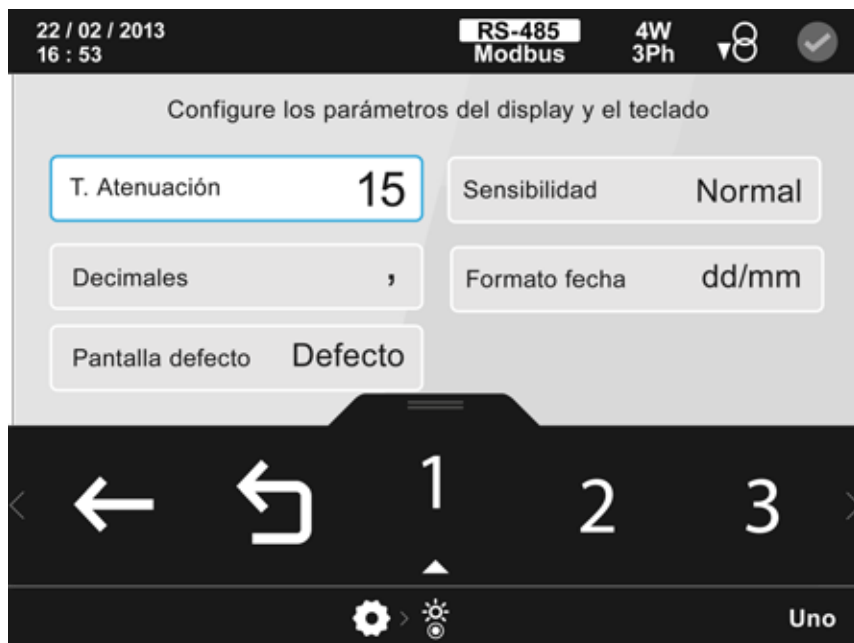 22 / 02 / 2013
16 : 53
RS-485
Modbus
4W
3Ph
Configure los parámetros del display y el teclado
T. Atenuación 15
Sensibilidad Normal
Decimales ,
Formato fecha dd/mm
Pantalla defecto Defecto
1 2 3
Uno